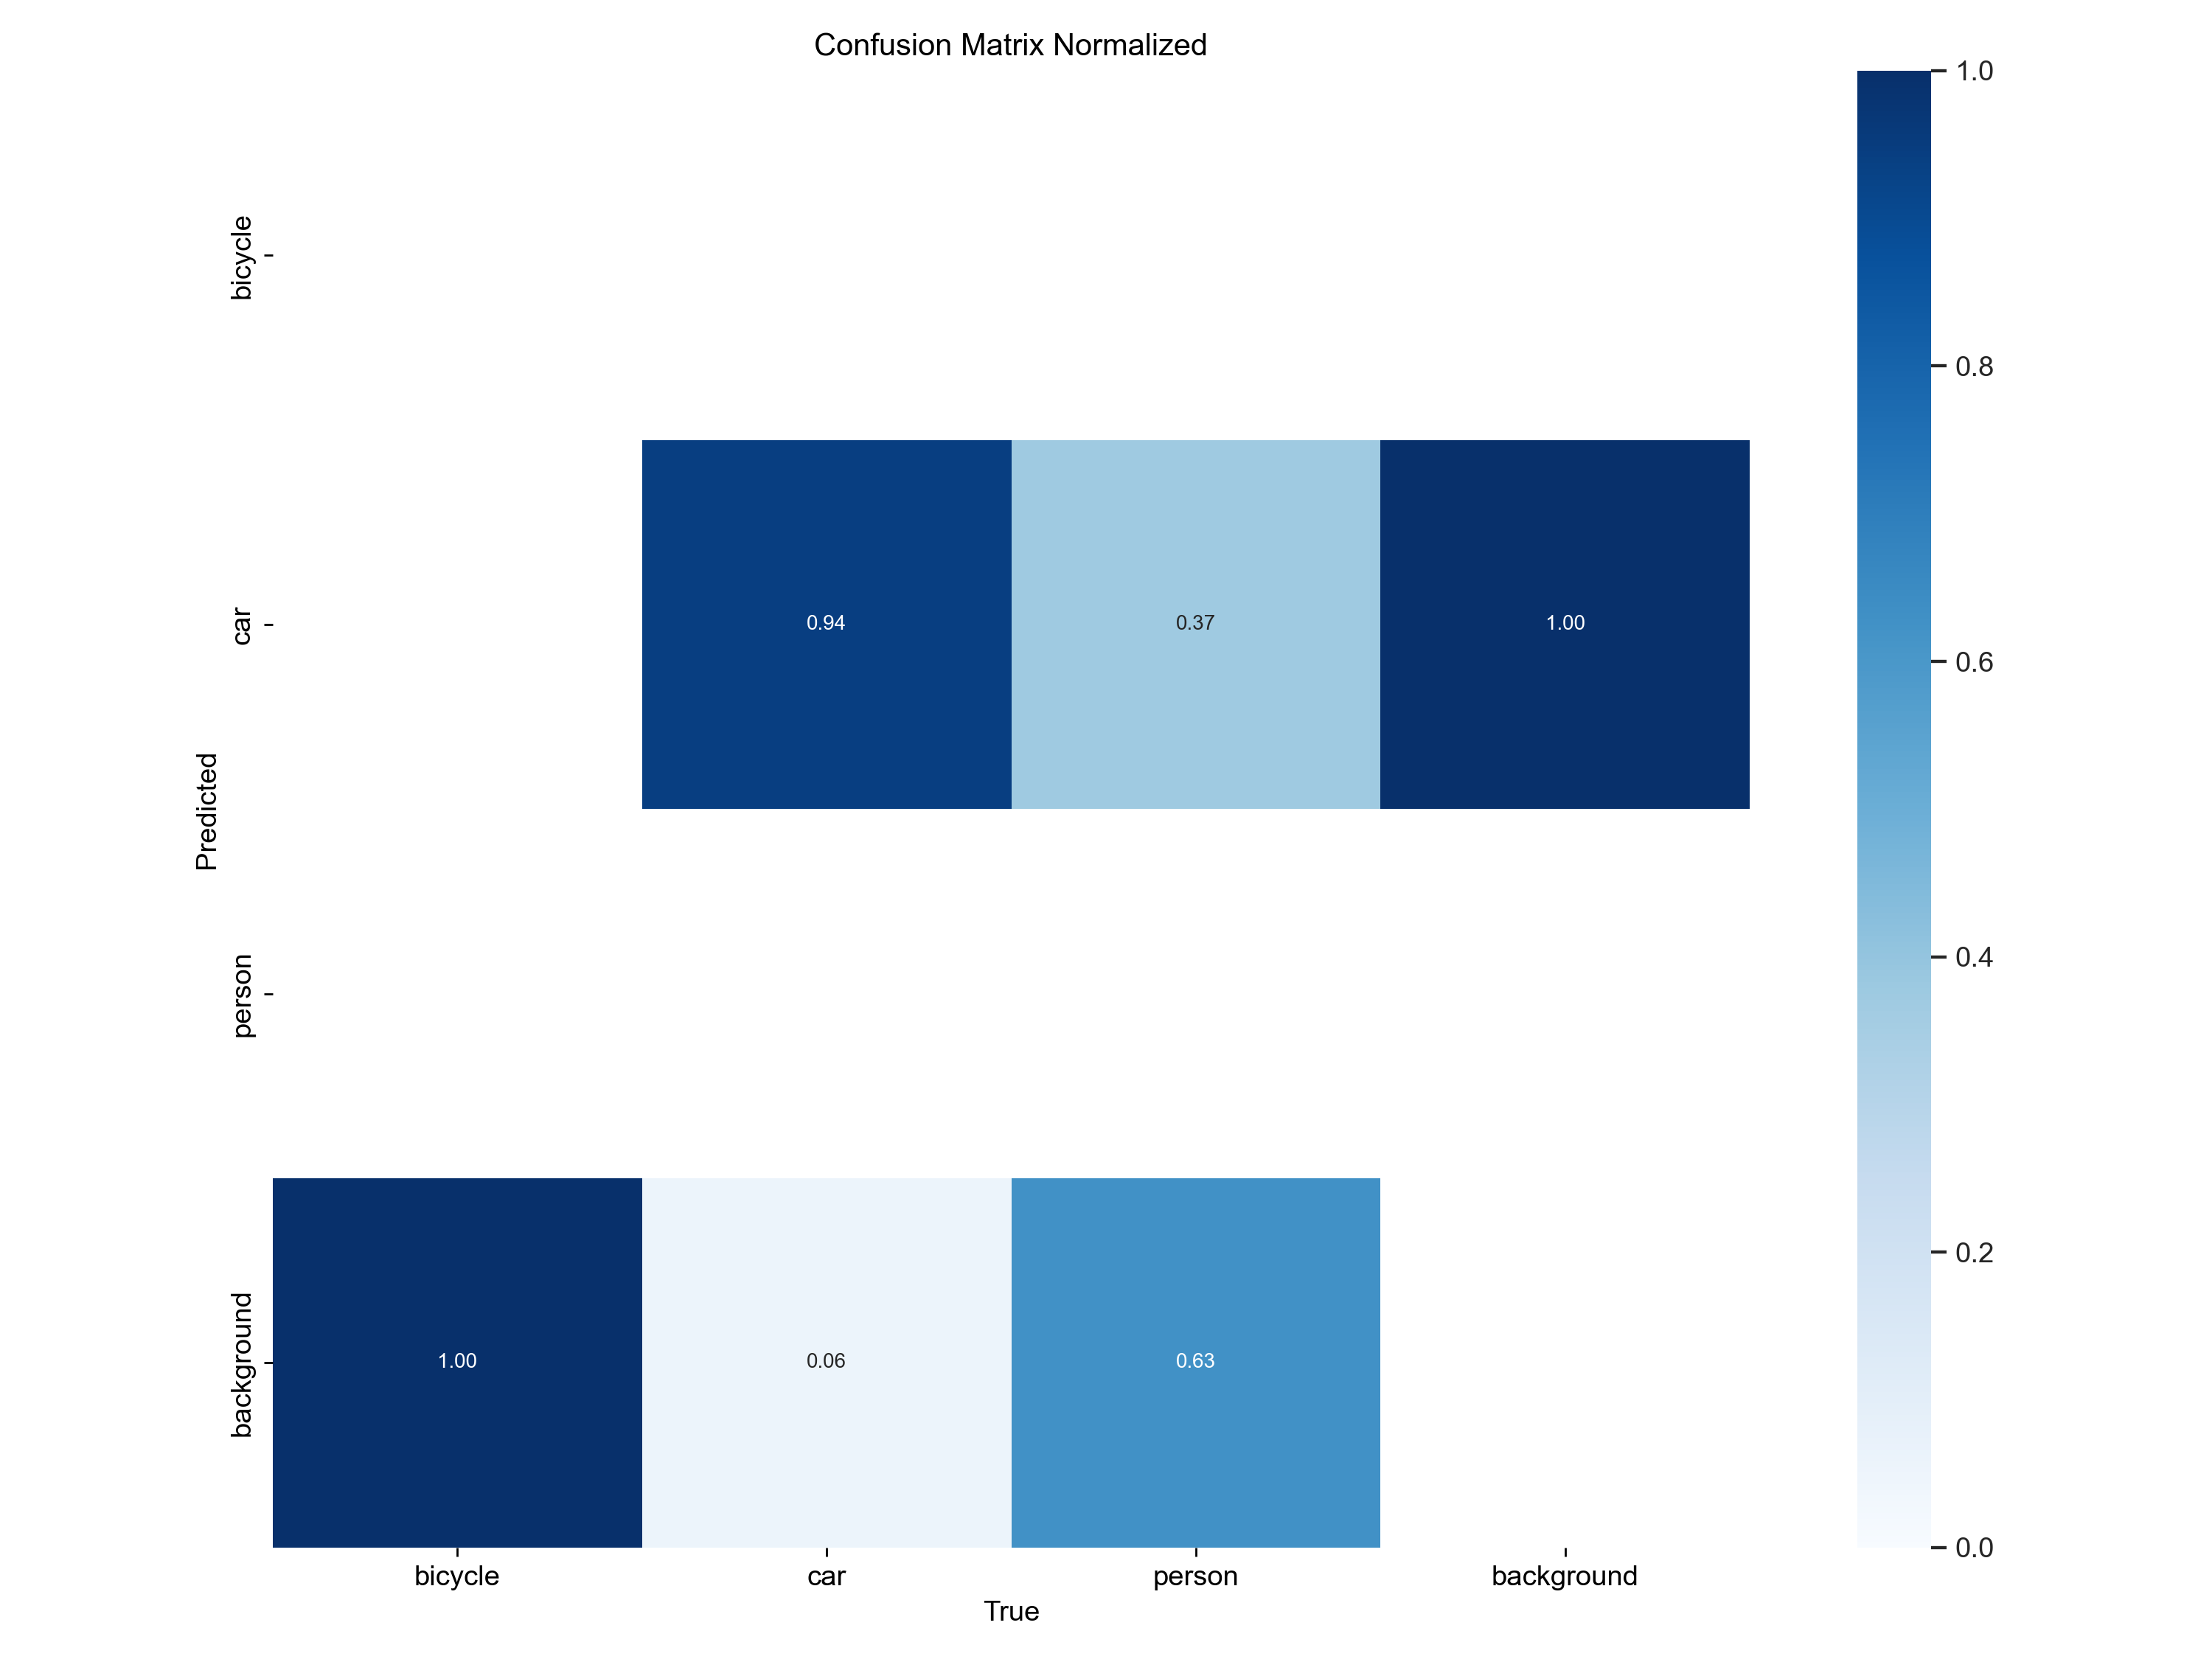 Confusion Matrix Normalized
1.0
bicycle
0.8
car
0.94
0.37
1.00
0.6
Predicted
person
0.4
background
1.00
0.06
0.63
0.2
0.0
bicycle
car
person
background
True